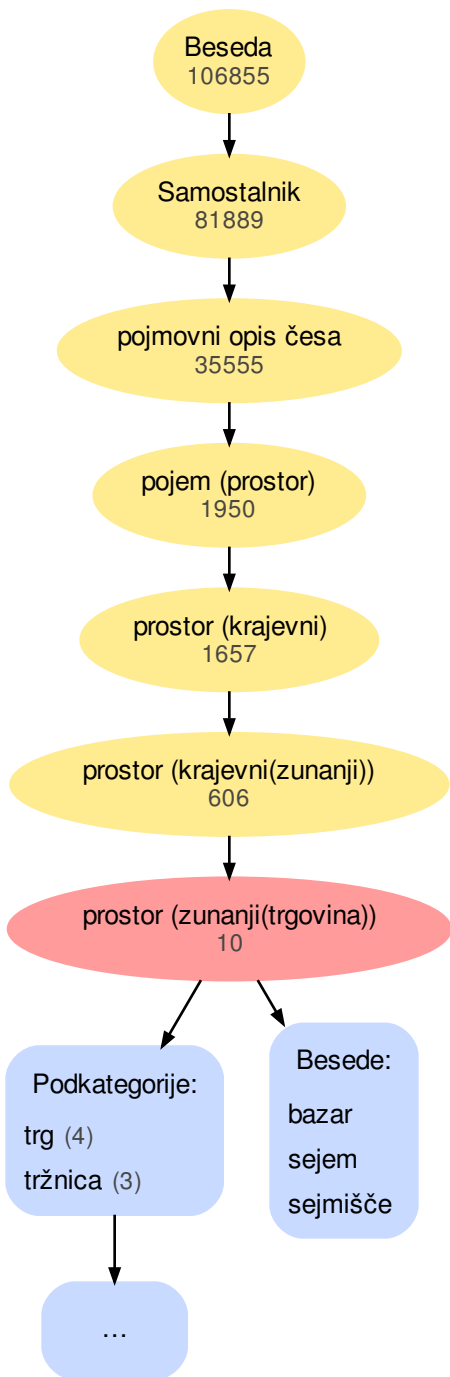 Beseda
106855
Samostalnik
81889
pojmovni opis česa
35555
pojem (prostor)
1950
prostor (krajevni)
1657
prostor (krajevni(zunanji))
606
prostor (zunanji(trgovina))
10
Podkategorije:
trg (4)
tržnica (3)
Besede:
bazar
sejem
sejmišče
...